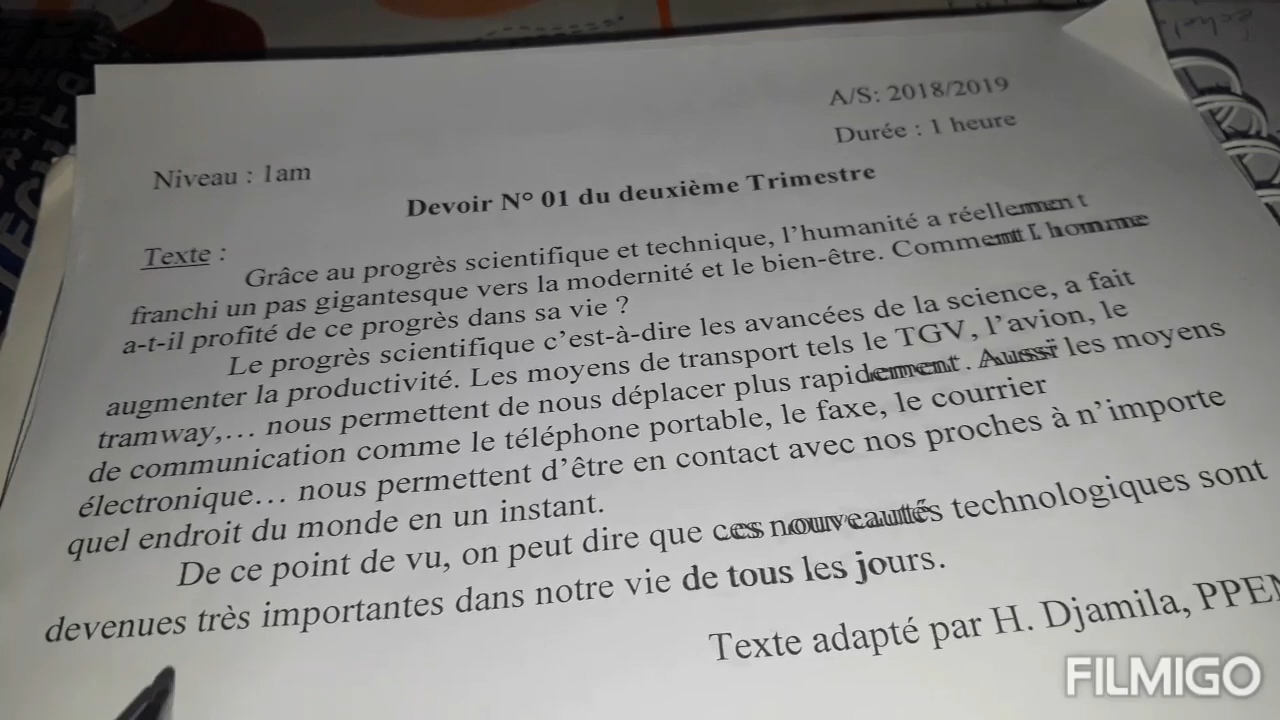 A/S: 2018/2019
Durée : 1 heure
Niveau : 1am
Devoir N° 01 du deuxième Trimestre
Texte :
Grâce au progrès scientifique et technique, l'humanité a réellement
franchi un pas gigantesque vers la modernité et le bien-être. Comment L'homme
a-t-il profité de ce progrès dans sa vie ?
Le progrès scientifique c'est-à-dire les avancées de la science, a fait
augmenter la productivité. Les moyens de transport tels le TGV, l'avion, le
tramway,… nous permettent de nous déplacer plus rapidement. Aussi les moyens
de communication comme le téléphone portable, le faxe, le courrier
électronique… nous permettent d'être en contact avec nos proches à n'importe
quel endroit du monde en un instant.
De ce point de vu, on peut dire que ces nouveautés technologiques sont
devenues très importantes dans notre vie de tous les jours.
Texte adapté par H. Djamila, PPEM
FILMIGO